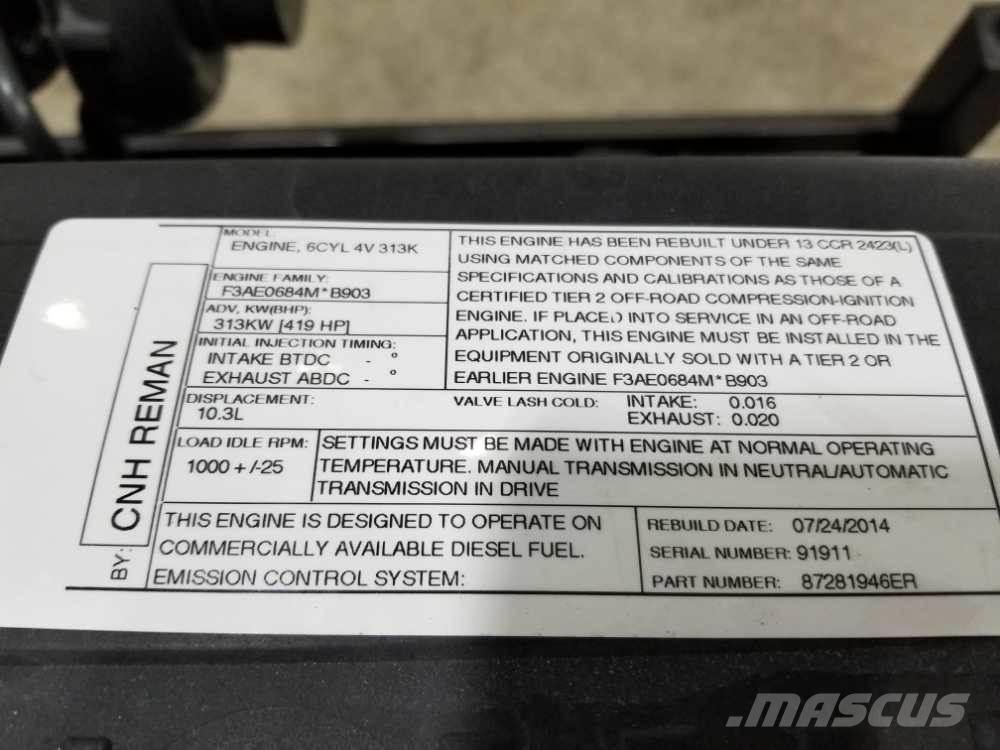 BY: CNH REMAN
MODEL:
ENGINE, 6CYL 4V 313K
ENGINE FAMILY:
F3AE0684M*B903
ADV, KW(BHP):
313KW [419 HP]
INITIAL INJECTION TIMING:
INTAKE BTDC - °
EXHAUST ABDC - °
THIS ENGINE HAS BEEN REBUILT UNDER 13 CCR 2423(L)
USING MATCHED COMPONENTS OF THE SAME
SPECIFICATIONS AND CALIBRATIONS AS THOSE OF A
CERTIFIED TIER 2 OFF-ROAD COMPRESSION-IGNITION
ENGINE. IF PLACED INTO SERVICE IN AN OFF-ROAD
APPLICATION, THIS ENGINE MUST BE INSTALLED IN THE
EQUIPMENT ORIGINALLY SOLD WITH A TIER 2 OR
EARLIER ENGINE F3AE0684M*B903
DISPLACEMENT:
10.3L
VALVE LASH COLD: INTAKE: 0.016
EXHAUST: 0.020
LOAD IDLE RPM:
1000 +/-25
SETTINGS MUST BE MADE WITH ENGINE AT NORMAL OPERATING
TEMPERATURE. MANUAL TRANSMISSION IN NEUTRAL/AUTOMATIC
TRANSMISSION IN DRIVE
THIS ENGINE IS DESIGNED TO OPERATE ON
COMMERCIALLY AVAILABLE DIESEL FUEL.
EMISSION CONTROL SYSTEM:
REBUILD DATE: 07/24/2014
SERIAL NUMBER: 91911
PART NUMBER: 87281946ER
.MASCUS